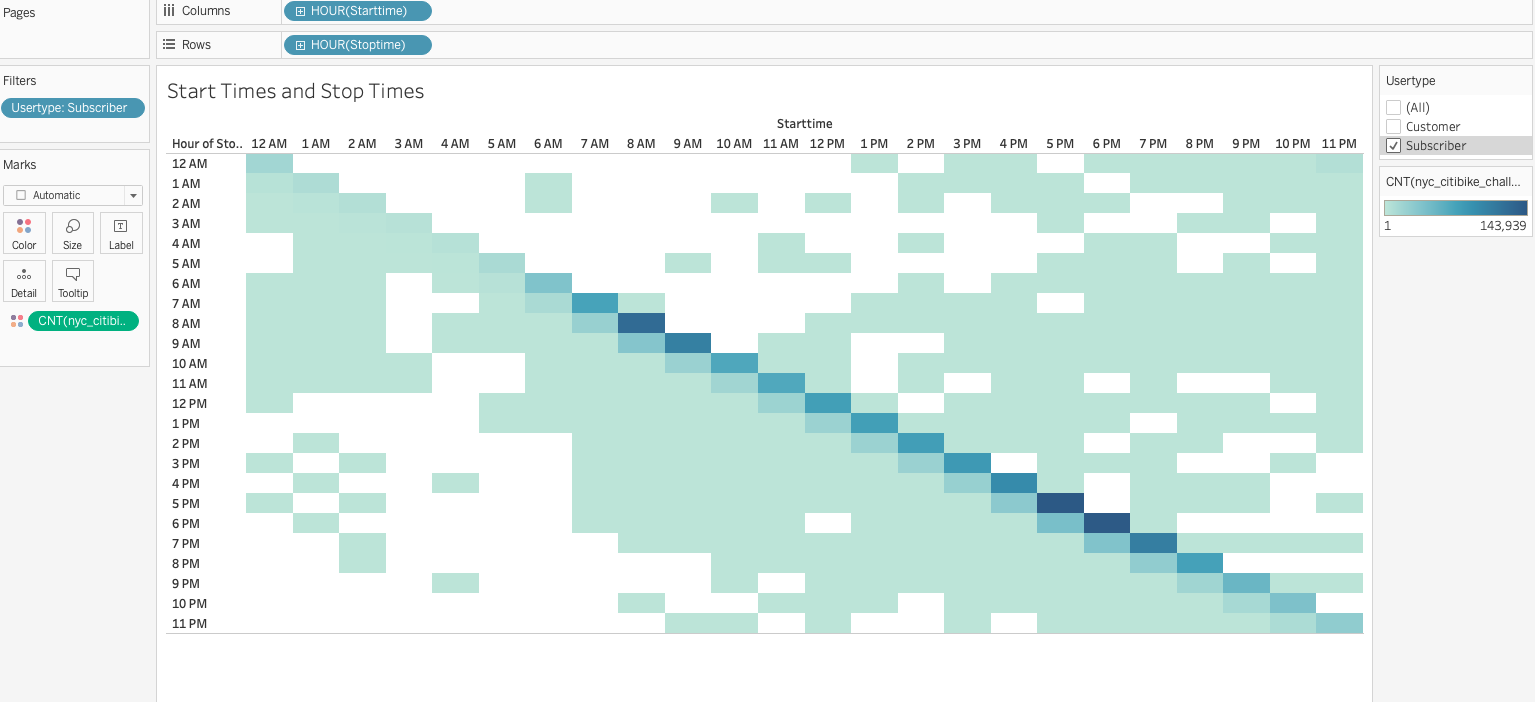 Pages
Columns
HOUR(Starttime)
Rows
HOUR(Stoptime)
Filters
Usertype: Subscriber
Marks
Automatic
Color
Size
Label
Detail
Tooltip
CNT(nyc_citibi..
Start Times and Stop Times
Starttime
Hour of Sto.. 12 AM 1 AM 2 AM 3 AM 4 AM 5 AM 6 AM 7 AM 8 AM 9 AM 10 AM 11 AM 12 PM 1 PM 2 PM 3 PM 4 PM 5 PM 6 PM 7 PM 8 PM 9 PM 10 PM 11 PM
12 AM
1 AM
2 AM
3 AM
4 AM
5 AM
6 AM
7 AM
8 AM
9 AM
10 AM
11 AM
12 PM
1 PM
2 PM
3 PM
4 PM
5 PM
6 PM
7 PM
8 PM
9 PM
10 PM
11 PM
Usertype
(All)
Customer
Subscriber
CNT(nyc_citibike_chall...
1 143,939